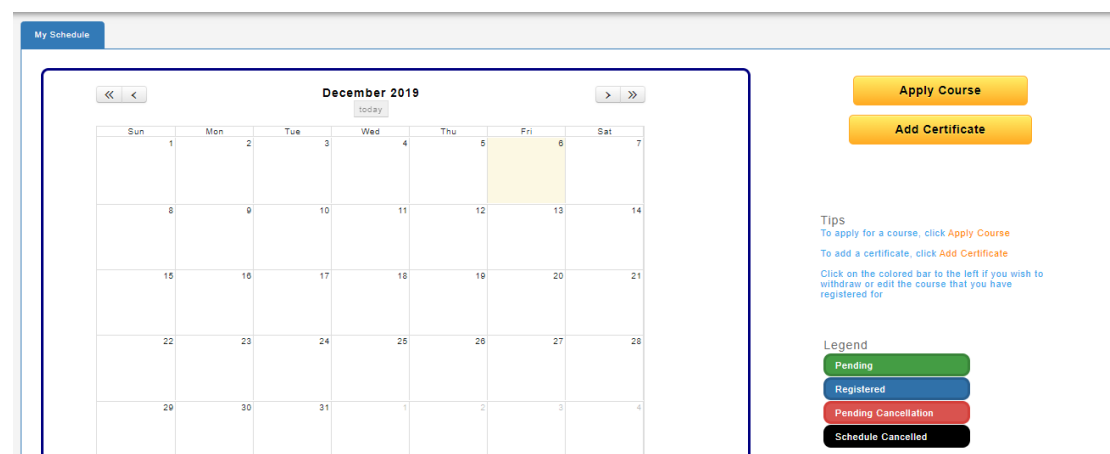 My Schedule
« < December 2019 > »
today
Sun Mon Tue Wed Thu Fri Sat
1 2 3 4 5 6 7
8 9 10 11 12 13 14
15 16 17 18 19 20 21
22 23 24 25 26 27 28
29 30 31 1 2 3 4
Apply Course
Add Certificate
Tips
To apply for a course, click Apply Course
To add a certificate, click Add Certificate
Click on the colored bar to the left if you wish to
withdraw or edit the course that you have
registered for
Legend
Pending
Registered
Pending Cancellation
Schedule Cancelled